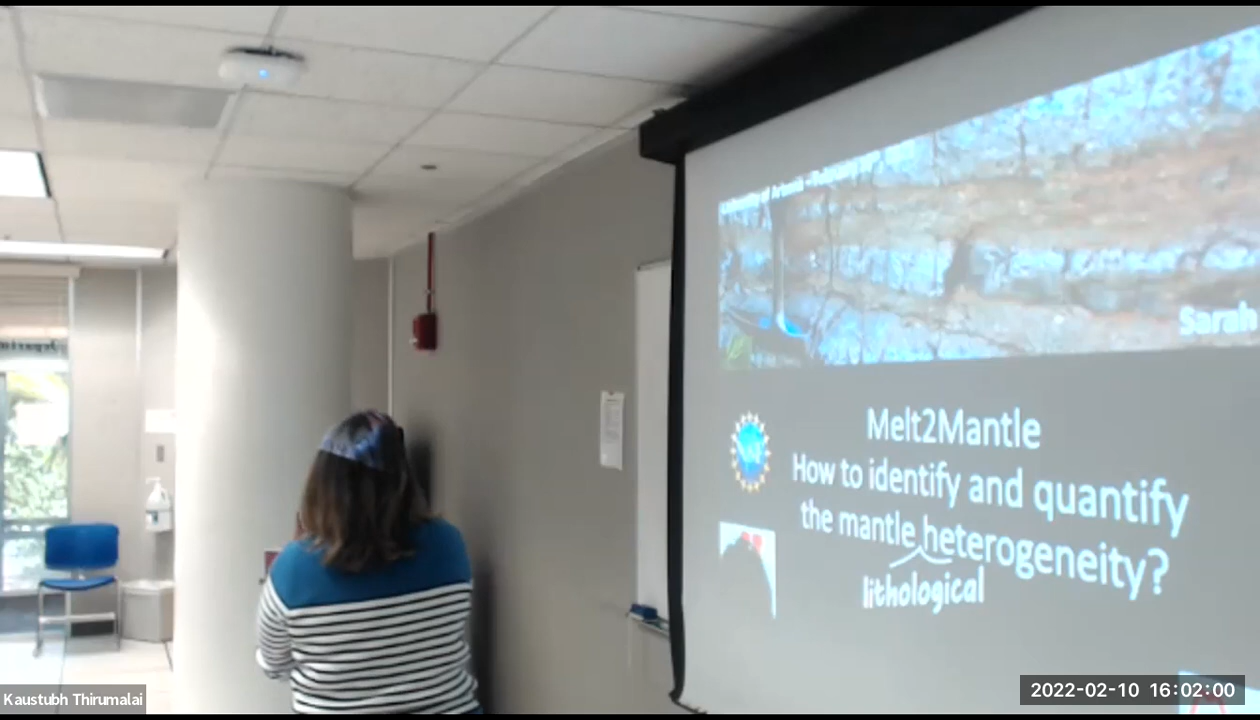 Sarah
Melt2Mantle
How to identify and quantify
the mantle heterogeneity?
lithological
Kaustubh Thirumalai
2022-02-10 16:02:00